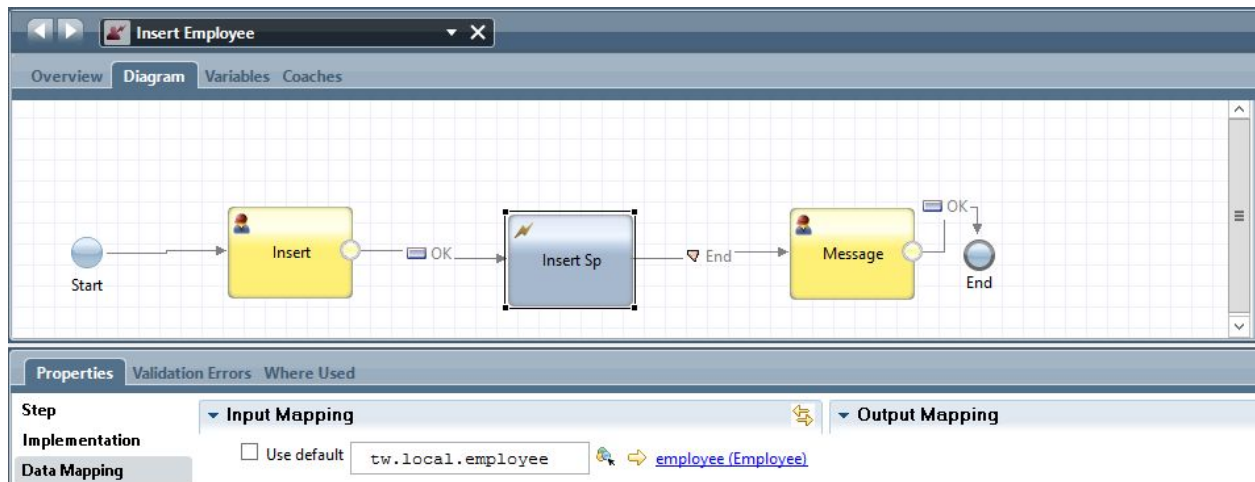 Insert Employee
Overview Diagram Variables Coaches
OK
Insert OK Insert Sp End Message
Start End
Properties Validation Errors Where Used
Step Input Mapping Output Mapping
Implementation
Use default tw.local.employee employee (Employee)
Data Mapping